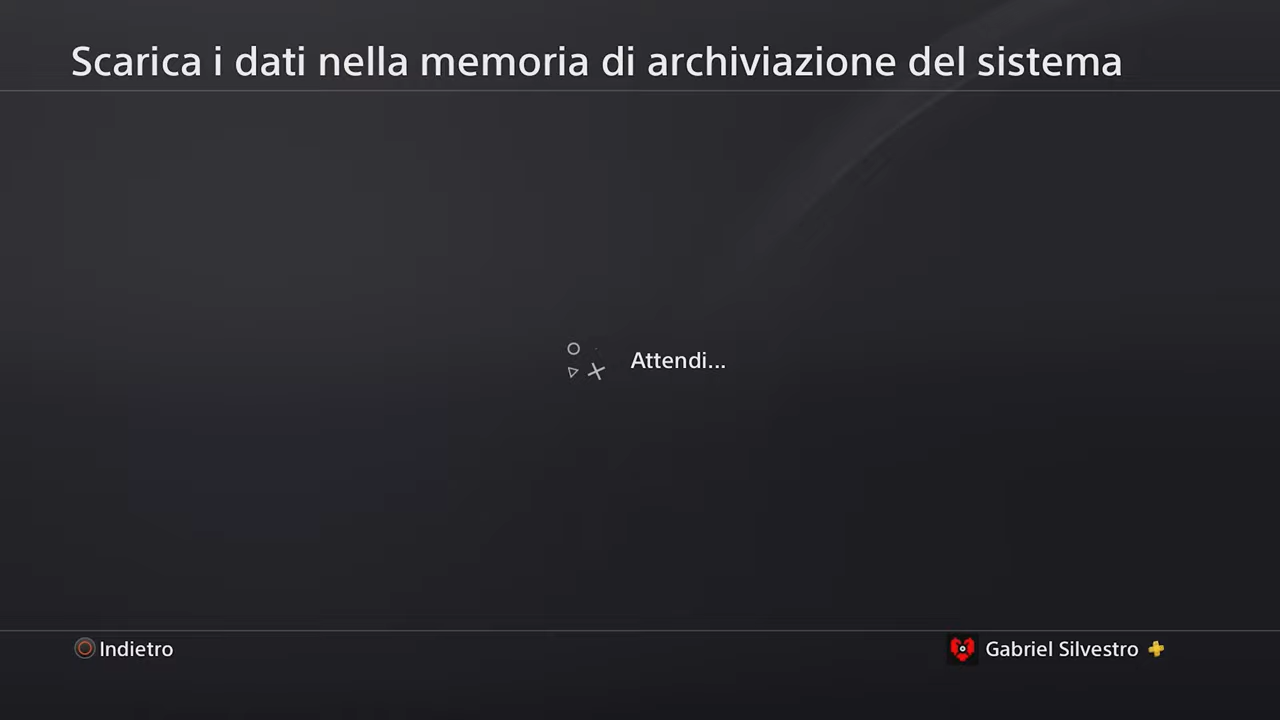 Scarica i dati nella memoria di archiviazione del sistema
Attendi...
Indietro
Gabriel Silvestro